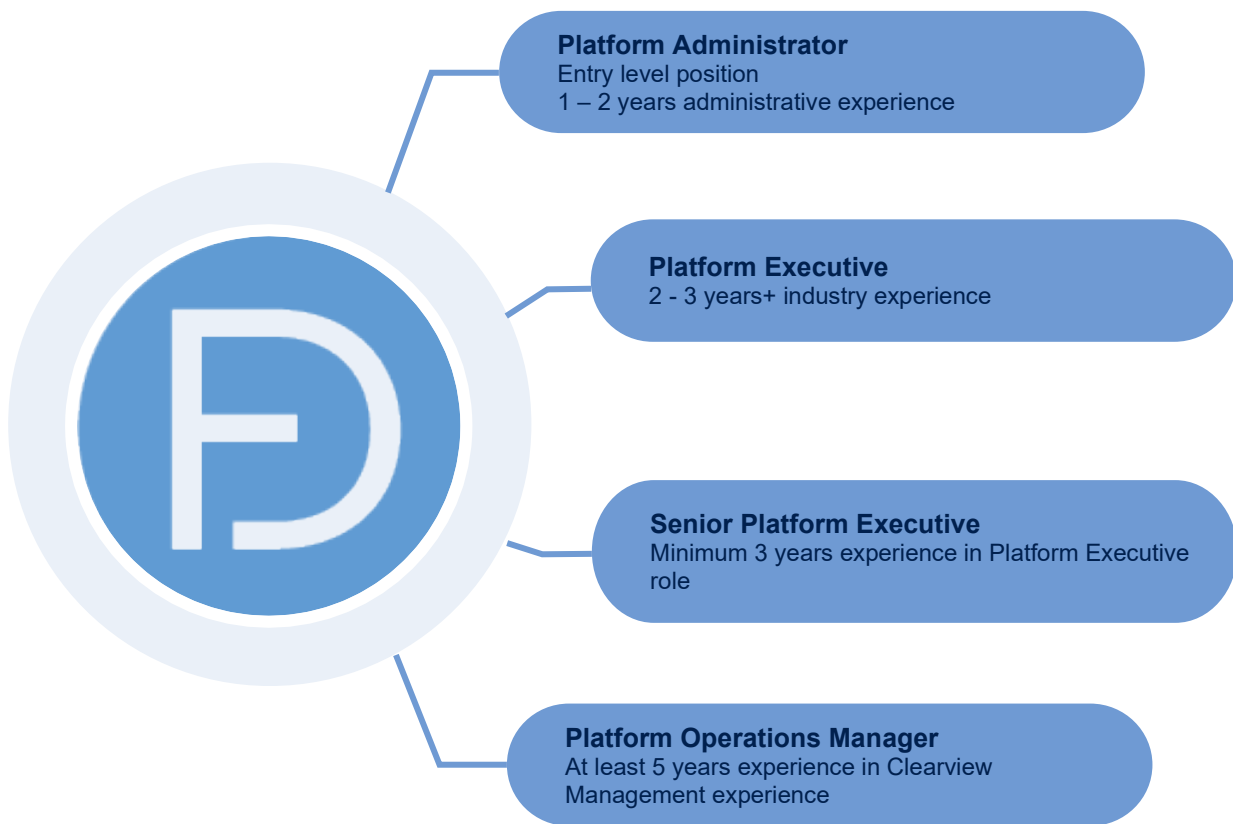 Platform Administrator
Entry level position
1 – 2 years administrative experience
Platform Executive
2 - 3 years+ industry experience
Senior Platform Executive
Minimum 3 years experience in Platform Executive
role
Platform Operations Manager
At least 5 years experience in Clearview
Management experience